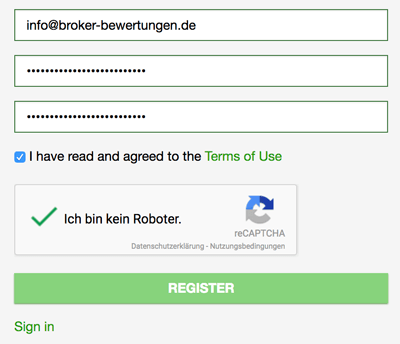 info@broker-bewertungen.de
••••••••••••••••••••••••••
••••••••••••••••••••••••••
I have read and agreed to the Terms of Use
Ich bin kein Roboter.
reCAPTCHA
Datenschutzerklärung - Nutzungsbedingungen
REGISTER
Sign in